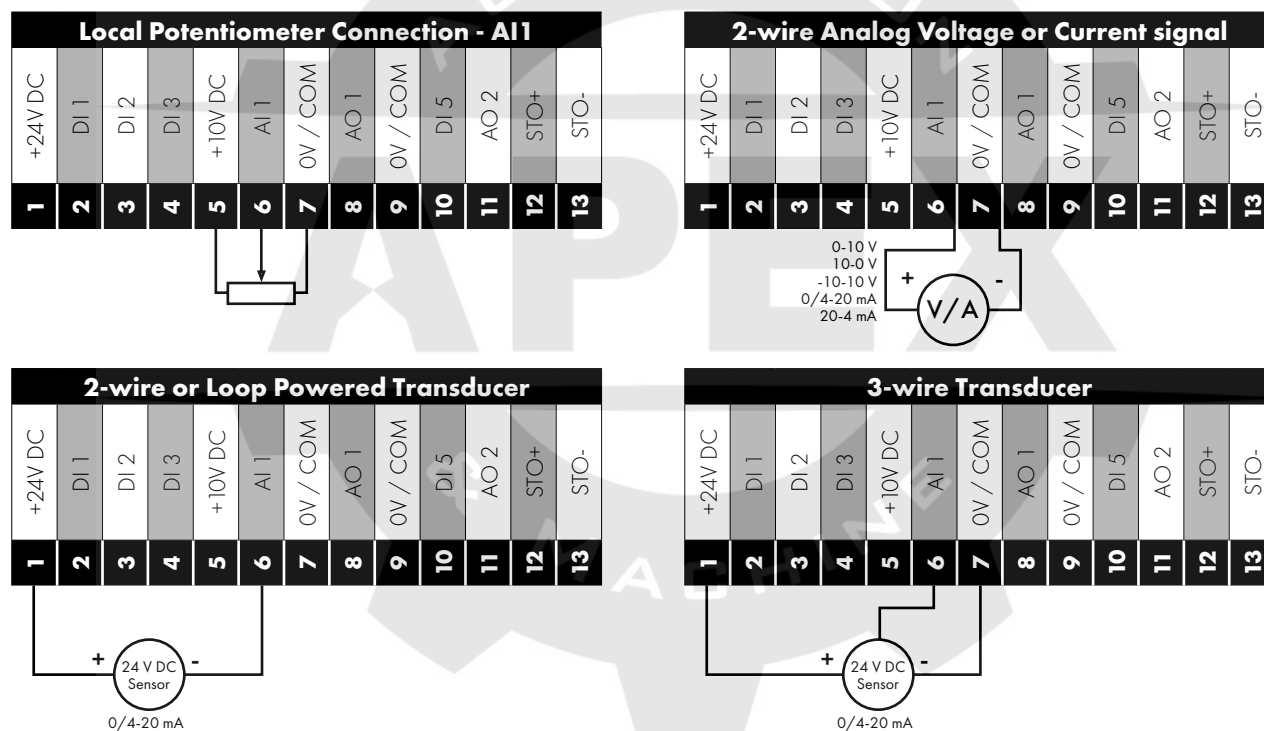 Local Potentiometer Connection - AI1
+24V DC
DI 1
DI 2
DI 3
+10V DC
AI 1
0V / COM
AO 1
0V / COM
DI 5
AO 2
STO+
STO-
1 2 3 4 5 6 7 8 9 10 11 12 13
2-wire Analog Voltage or Current signal
+24V DC
DI 1
DI 2
DI 3
+10V DC
AI 1
0V / COM
AO 1
0V / COM
DI 5
AO 2
STO+
STO-
1 2 3 4 5 6 7 8 9 10 11 12 13
0-10 V
10-0 V
-10-10 V
0/4-20 mA
20-4 mA
+ V/A -
2-wire or Loop Powered Transducer
+24V DC
DI 1
DI 2
DI 3
+10V DC
AI 1
0V / COM
AO 1
0V / COM
DI 5
AO 2
STO+
STO-
1 2 3 4 5 6 7 8 9 10 11 12 13
+ -
24 V DC
Sensor
0/4-20 mA
3-wire Transducer
+24V DC
DI 1
DI 2
DI 3
+10V DC
AI 1
0V / COM
AO 1
0V / COM
DI 5
AO 2
STO+
STO-
1 2 3 4 5 6 7 8 9 10 11 12 13
+ -
24 V DC
Sensor
0/4-20 mA
APEX
& MACHINE